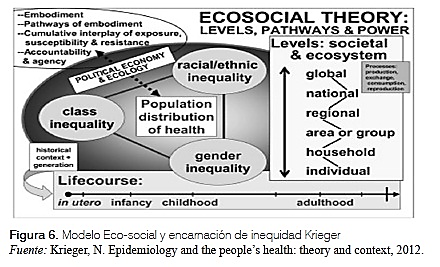 --Embodiment
--Pathways of embodiment
--Cumulative interplay of exposure,
susceptibility & resistance
--Accountability
& agency
ECOSOCIAL THEORY:
LEVELS, PATHWAYS & POWER
POLITICAL ECONOMY
& ECOLOGY
racial/ethnic
inequality
class
inequality
Population
distribution
of health
gender
inequality
historical
context +
generation
Levels: societal
& ecosystem
global
national
regional
area or group
household
individual
Processes:
production,
exchange,
consumption,
reproduction
Lifecourse:
in utero infancy childhood adulthood
Figura 6. Modelo Eco-social y encarnación de inequidad Krieger
Fuente: Krieger, N. Epidemiology and the people's health: theory and context, 2012.